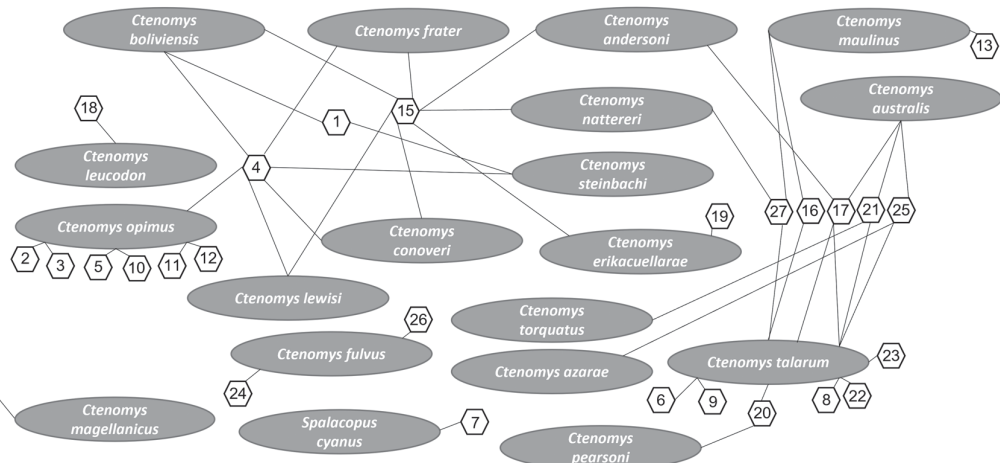 Ctenomys
boliviensis
Ctenomys frater
Ctenomys
andersoni
Ctenomys
maulinus
13
Ctenomys
australis
18
15
1
Ctenomys
nattereri
Ctenomys
leucodon
4
Ctenomys
steinbachi
Ctenomys opimus
2
3
5
10
11
12
Ctenomys
conoveri
19
Ctenomys
erikacuellarae
27
16
17
21
25
Ctenomys lewisi
Ctenomys
torquatus
26
Ctenomys fulvus
24
Ctenomys azarae
Ctenomys talarum
23
6
9
20
8
22
Ctenomys
magellanicus
Spalacopus
cyanus
7
Ctenomys
pearsoni